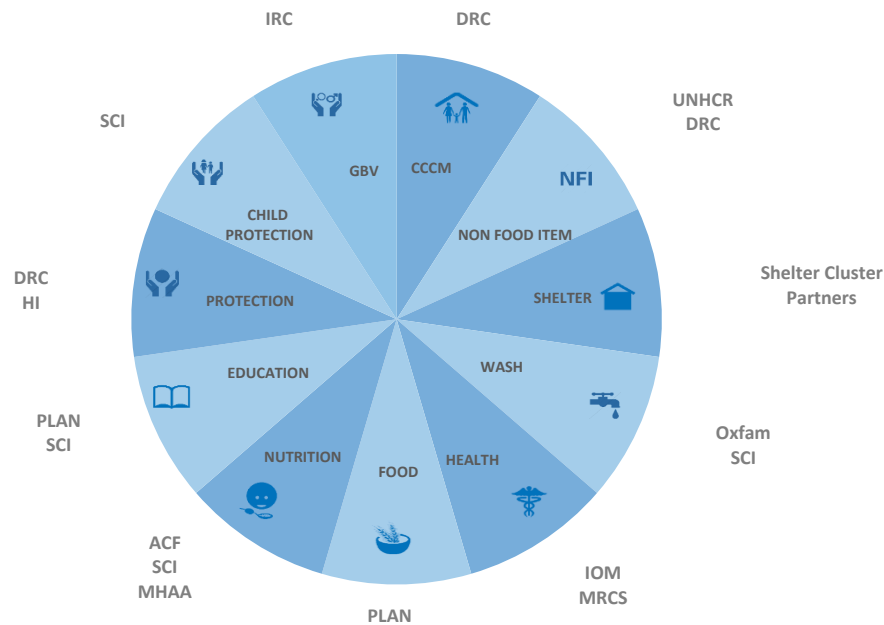 IRC
DRC
SCI
UNHCR
DRC
NFI
GBV
CCCM
CHILD
PROTECTION
NON FOOD ITEM
DRC
HI
PROTECTION
SHELTER
Shelter Cluster
Partners
EDUCATION
WASH
PLAN
SCI
Oxfam
SCI
NUTRITION
FOOD
HEALTH
ACF
SCI
MHAA
PLAN
IOM
MRCS